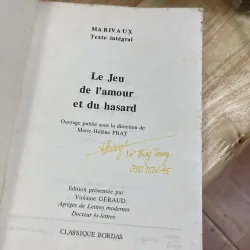 MARIVAUX
Texte intégral
Le Jeu
de l'amour
et du hasard
Ouvrage publié sous la direction de
Marie-Hélène PRAT
Edition présentée par
Violaine GÉRAUD
Agrégée de Lettres modernes
Docteur ès-lettres
CLASSIQUE BORDAS